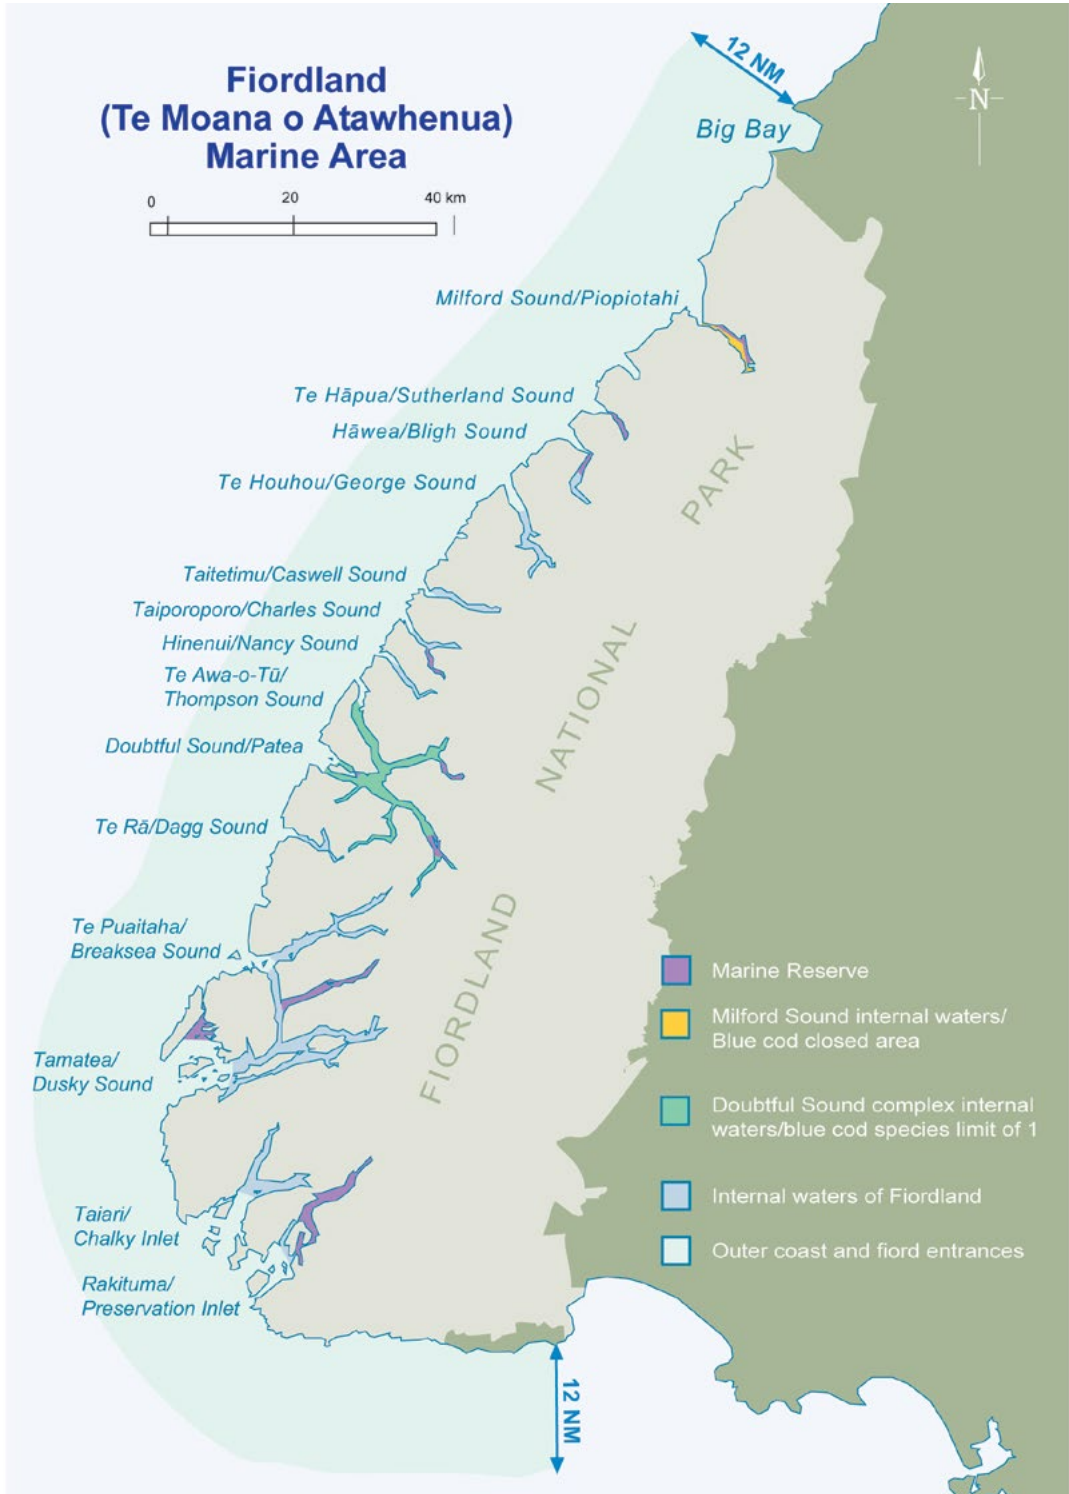 Fiordland
(Te Moana o Atawhenua)
Marine Area
0 20 40 km
12 NM
N
Big Bay
Milford Sound/Piopiotahi
Te Hāpua/Sutherland Sound
Hāwea/Bligh Sound
Te Houhou/George Sound
Taitetimu/Caswell Sound
Taiporoporo/Charles Sound
Hinenui/Nancy Sound
Te Awa-o-Tū/
Thompson Sound
Doubtful Sound/Patea
Te Rā/Dagg Sound
Te Puaitaha/
Breaksea Sound
Tamatea/
Dusky Sound
Taiari/
Chalky Inlet
Rakituma/
Preservation Inlet
FIORDLAND NATIONAL PARK
Marine Reserve
Milford Sound internal waters/
Blue cod closed area
Doubtful Sound complex internal
waters/blue cod species limit of 1
Internal waters of Fiordland
Outer coast and fiord entrances
12 NM